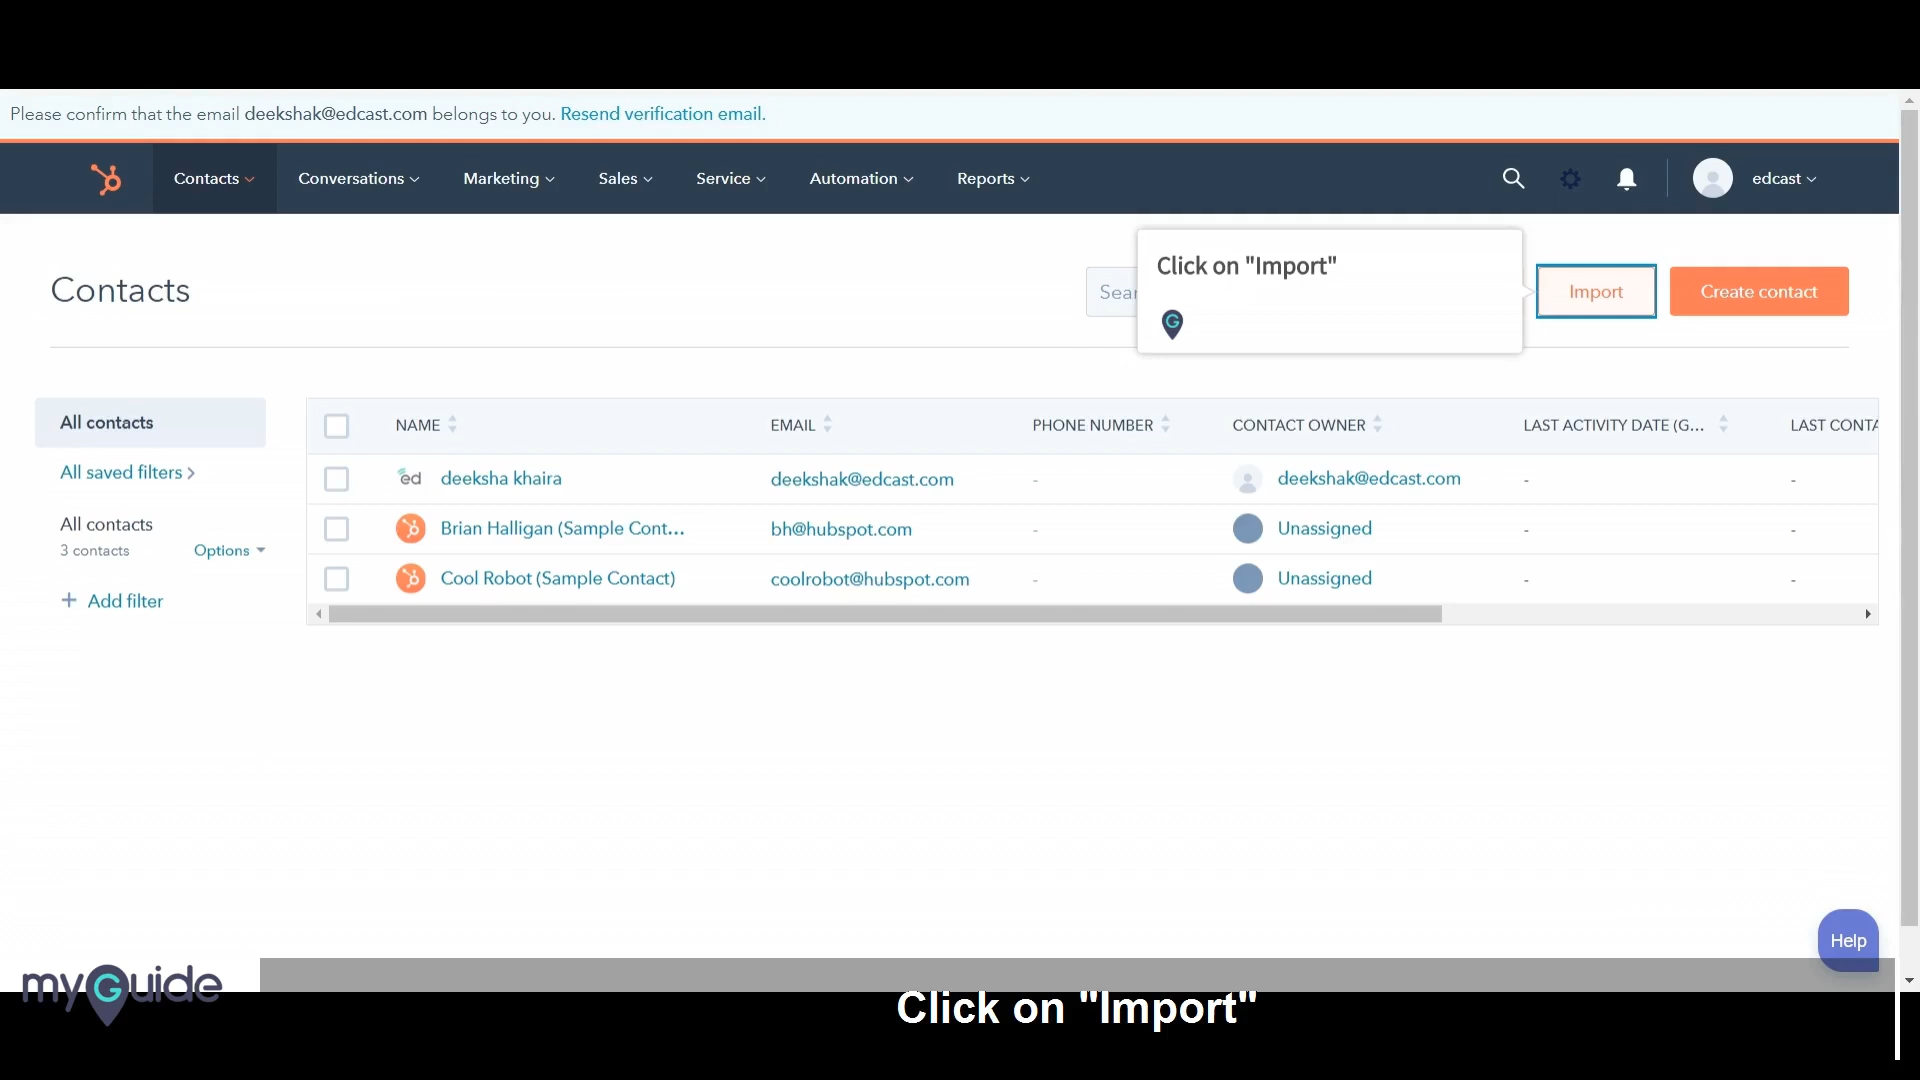 Please confirm that the email deekshak@edcast.com belongs to you. Resend verification email.
Contacts Conversations Marketing Sales Service Automation Reports edcast
Contacts
Sear
Click on "Import"
G
Import
Create contact
All contacts
All saved filters
All contacts
3 contacts Options
+ Add filter
NAME EMAIL PHONE NUMBER CONTACT OWNER LAST ACTIVITY DATE (G... LAST CONTA
ed deeksha khaira deekshak@edcast.com - deekshak@edcast.com - -
Brian Halligan (Sample Cont... bh@hubspot.com - Unassigned - -
Cool Robot (Sample Contact) coolrobot@hubspot.com - Unassigned - -
Help
myGuide
Click on "Import"